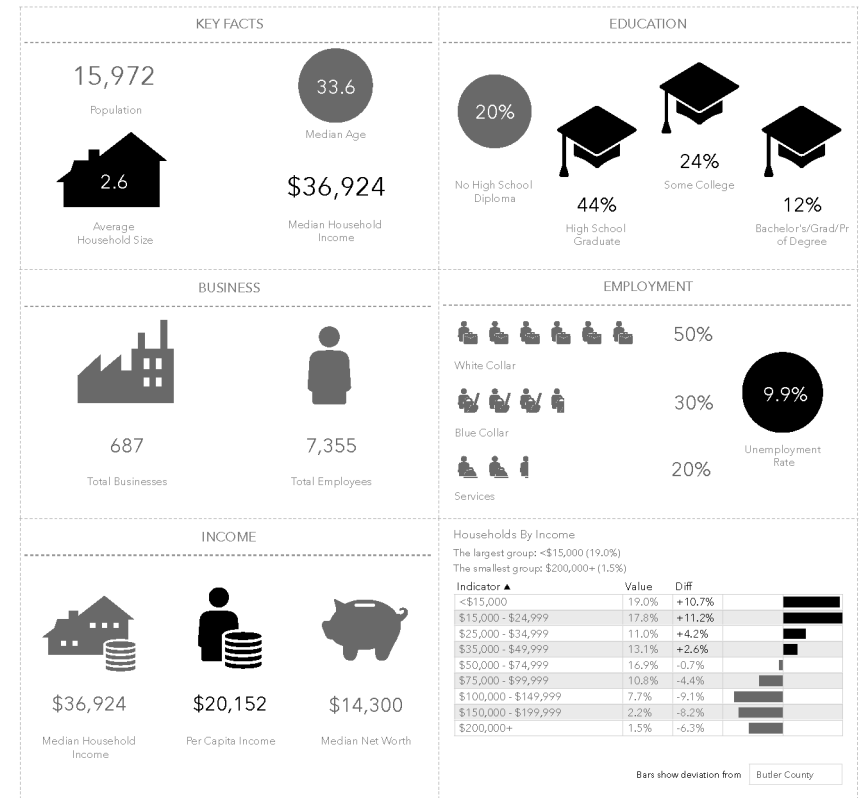 KEY FACTS
15,972
Population
33.6
Median Age
2.6
Average
Household Size
$36,924
Median Household
Income
EDUCATION
20%
No High School
Diploma
44%
High School
Graduate
24%
Some College
12%
Bachelor's/Grad/Pr
of Degree
BUSINESS
687
Total Businesses
7,355
Total Employees
EMPLOYMENT
50%
White Collar
30%
Blue Collar
20%
Services
9.9%
Unemployment
Rate
INCOME
$36,924
Median Household
Income
$20,152
Per Capita Income
$14,300
Median Net Worth
Households By Income
The largest group: <$15,000 (19.0%)
The smallest group: $200,000+ (1.5%)
Indicator ▲ Value Diff
<$15,000 19.0% +10.7%
$15,000 - $24,999 17.8% +11.2%
$25,000 - $34,999 11.0% +4.2%
$35,000 - $49,999 13.1% +2.6%
$50,000 - $74,999 16.9% -0.7%
$75,000 - $99,999 10.8% -4.4%
$100,000 - $149,999 7.7% -9.1%
$150,000 - $199,999 2.2% -8.2%
$200,000+ 1.5% -6.3%
Bars show deviation from Butler County